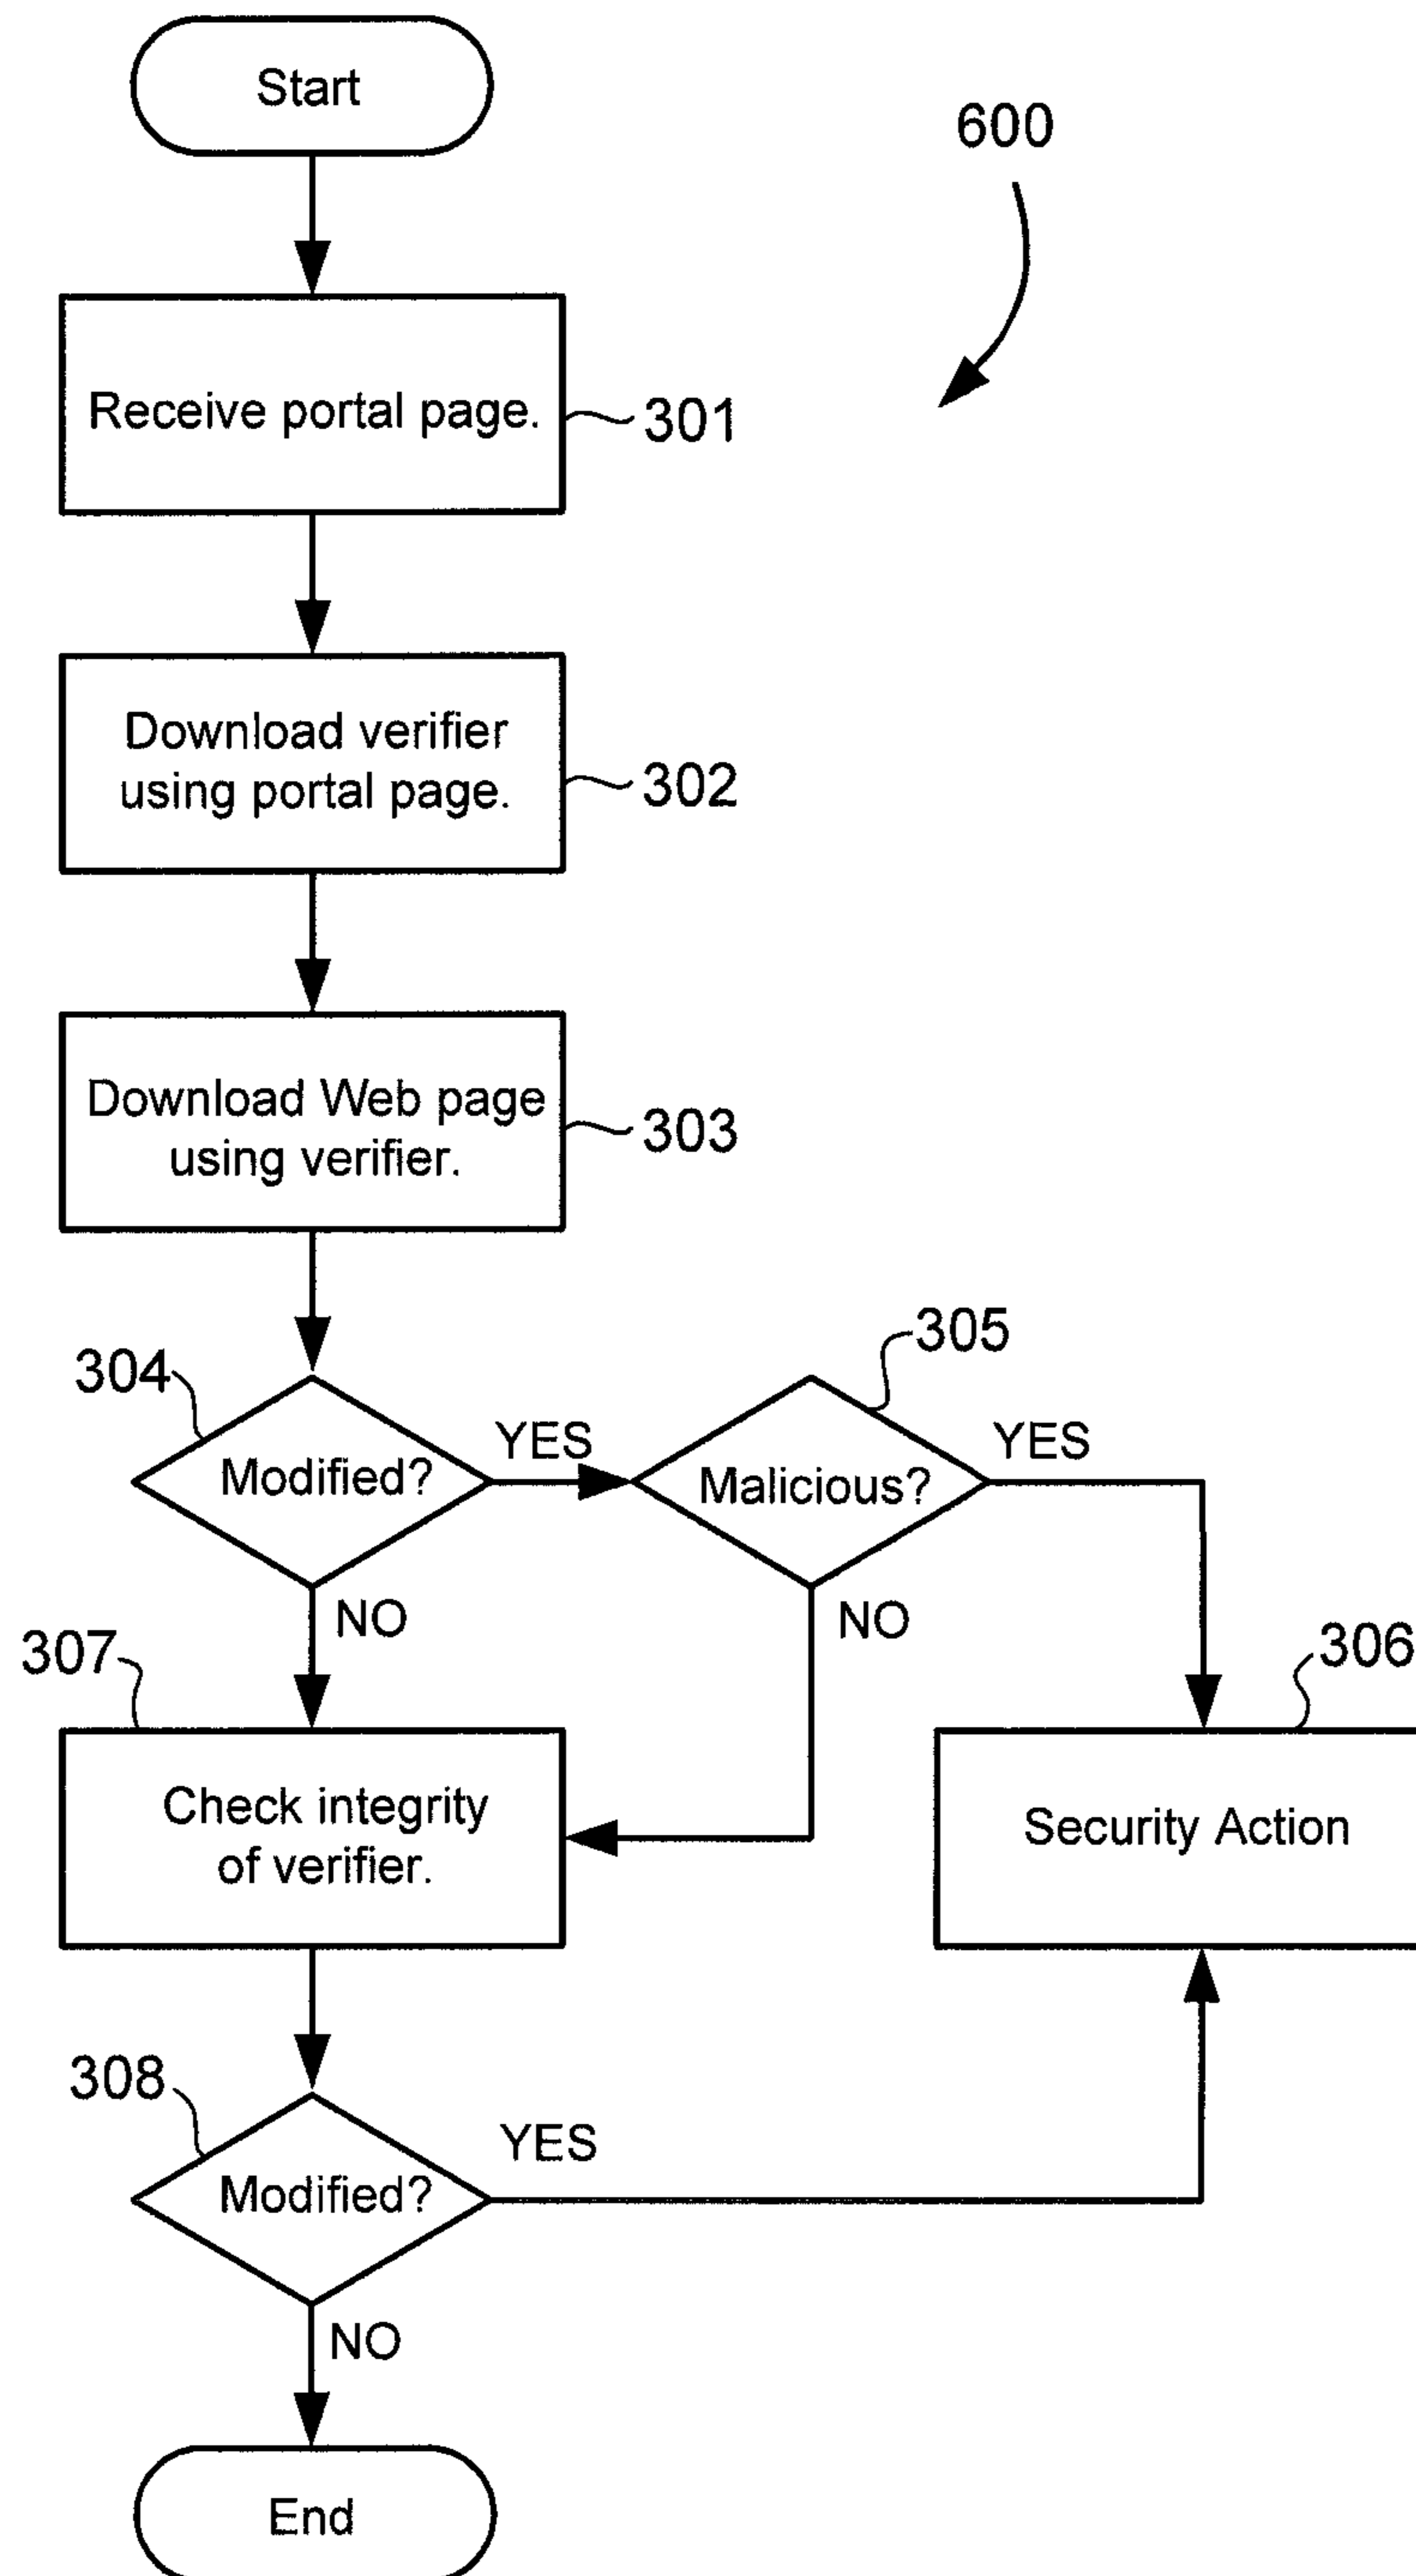 Start
600
Receive portal page.
301
Download verifier
using portal page.
302
Download Web page
using verifier.
303
304
Modified?
YES
305
Malicious?
YES
NO
NO
307
Check integrity
of verifier.
306
Security Action
308
Modified?
YES
NO
End